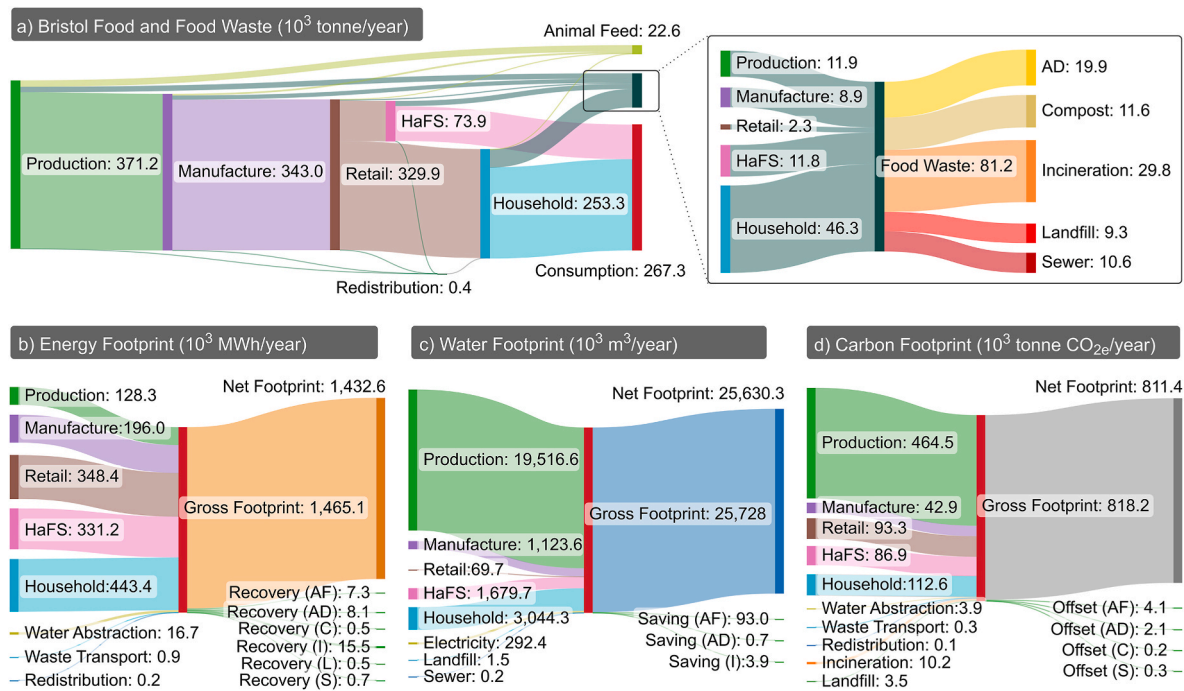 a) Bristol Food and Food Waste (10³ tonne/year)
Animal Feed: 22.6
Production: 371.2
Manufacture: 343.0
Retail: 329.9
HaFS: 73.9
Household: 253.3
Consumption: 267.3
Redistribution: 0.4
Production: 11.9
Manufacture: 8.9
Retail: 2.3
HaFS: 11.8
Household: 46.3
Food Waste: 81.2
AD: 19.9
Compost: 11.6
Incineration: 29.8
Landfill: 9.3
Sewer: 10.6
b) Energy Footprint (10³ MWh/year)
Net Footprint: 1,432.6
Production: 128.3
Manufacture:196.0
Retail: 348.4
HaFS: 331.2
Household:443.4
Water Abstraction: 16.7
Waste Transport: 0.9
Redistribution: 0.2
Gross Footprint: 1,465.1
Recovery (AF): 7.3
Recovery (AD): 8.1
Recovery (C): 0.5
Recovery (I): 15.5
Recovery (L): 0.5
Recovery (S): 0.7
c) Water Footprint (10³ m³/year)
Net Footprint: 25,630.3
Production: 19,516.6
Manufacture: 1,123.6
Retail:69.7
HaFS: 1,679.7
Household: 3,044.3
Electricity: 292.4
Landfill: 1.5
Sewer: 0.2
Gross Footprint: 25,728
Saving (AF): 93.0
Saving (AD): 0.7
Saving (I):3.9
d) Carbon Footprint (10³ tonne CO₂ₑ/year)
Net Footprint: 811.4
Production: 464.5
Manufacture: 42.9
Retail: 93.3
HaFS: 86.9
Household:112.6
Water Abstraction:3.9
Waste Transport: 0.3
Redistribution: 0.1
Incineration: 10.2
Landfill: 3.5
Gross Footprint: 818.2
Offset (AF): 4.1
Offset (AD): 2.1
Offset (C): 0.2
Offset (S): 0.3